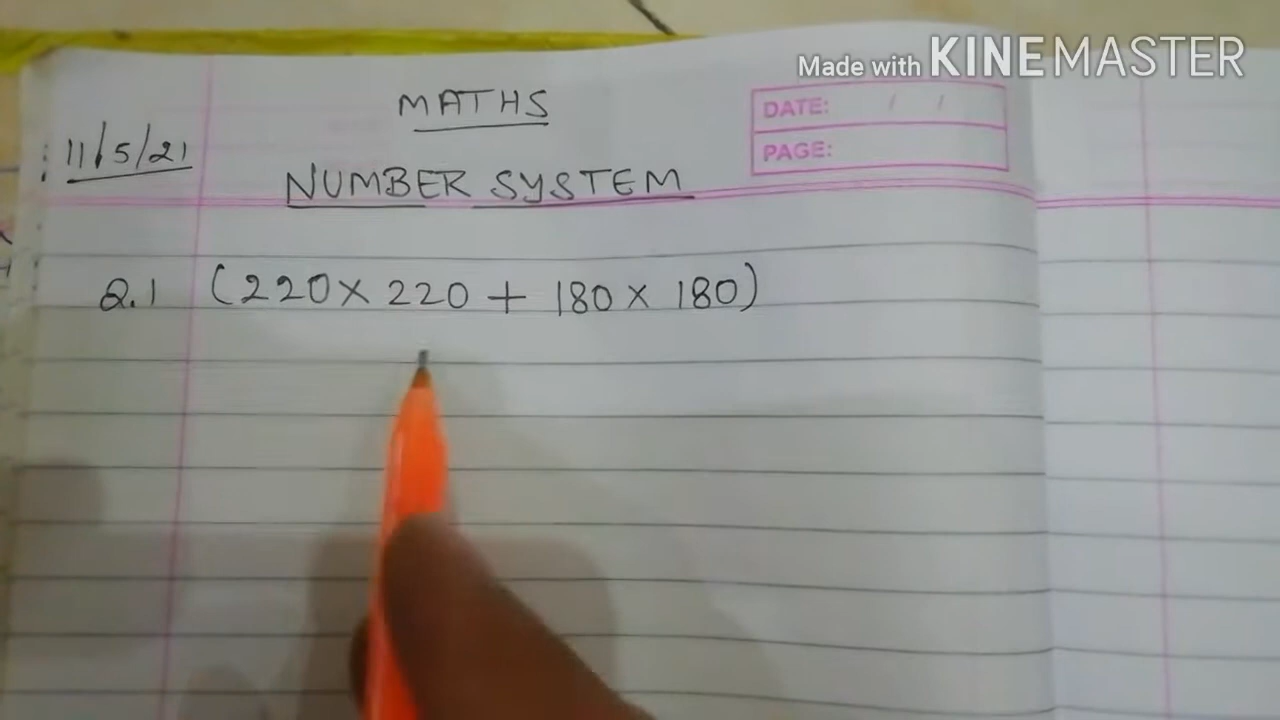 Made with KINEMASTER
MATHS
DATE: / /
PAGE:
11/5/21
NUMBER SYSTEM
Q.1 (220 × 220 + 180 × 180)